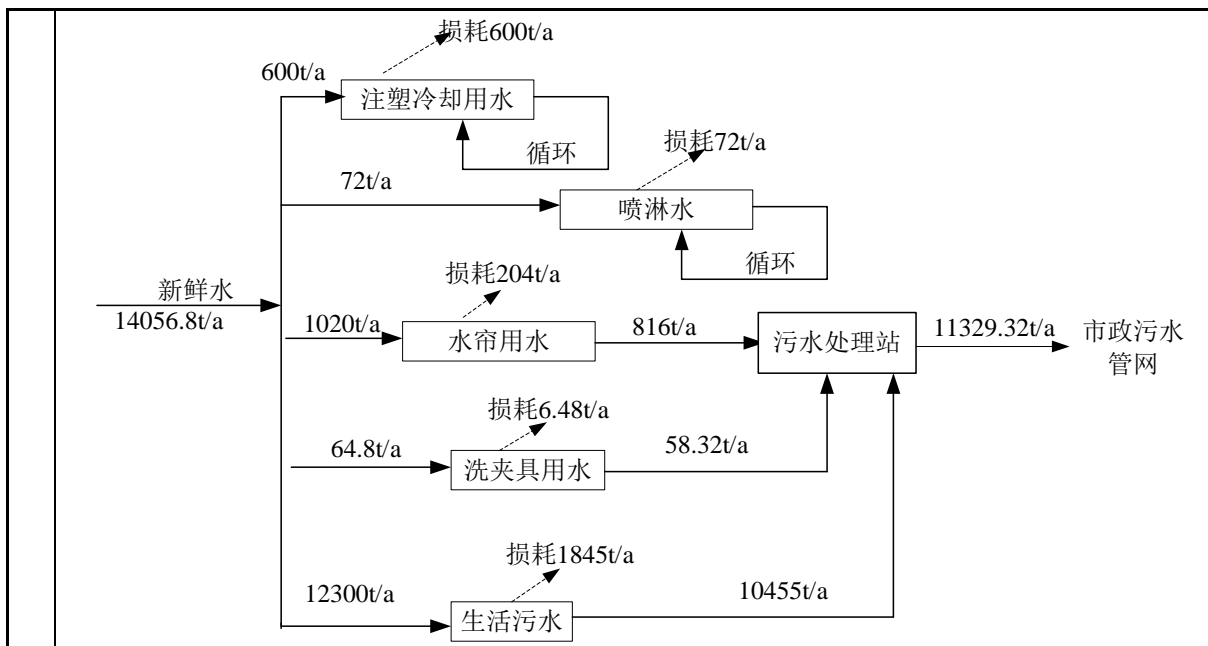 损耗600t/a
600t/a
注塑冷却用水
循环
损耗72t/a
72t/a
喷淋水
循环
新鲜水
14056.8t/a
损耗204t/a
1020t/a
水帘用水
816t/a
污水处理站
11329.32t/a
市政污水
管网
损耗6.48t/a
64.8t/a
洗夹具用水
58.32t/a
损耗1845t/a
12300t/a
生活污水
10455t/a